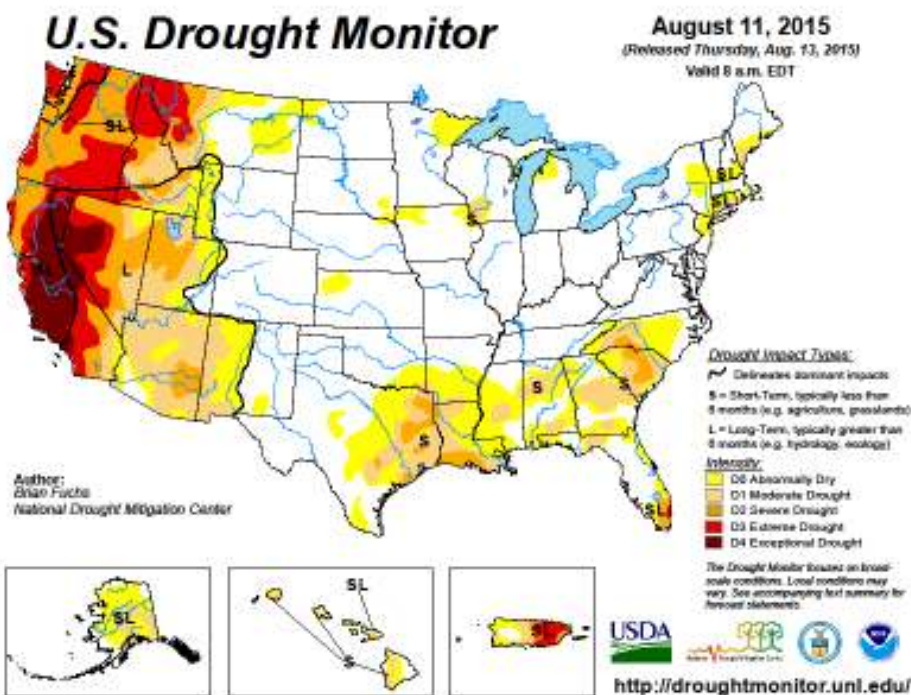 U.S. Drought Monitor
August 11, 2015
(Released Thursday, Aug. 13, 2015)
Valid 8 a.m. EDT
SL
L
S
S
S
S
SL
SL
SL
Drought Impact Types:
Delineates dominant impacts
S = Short-Term, typically less than
6 months (e.g. agriculture, grasslands)
L = Long-Term, typically greater than
6 months (e.g. hydrology, ecology)
Intensity:
D0 Abnormally Dry
D1 Moderate Drought
D2 Severe Drought
D3 Extreme Drought
D4 Exceptional Drought
Author:
Brian Fuchs
National Drought Mitigation Center
The Drought Monitor focuses on broad-
scale conditions. Local conditions may
vary. See accompanying text summary for
forecast statements.
SL
SL
S
S
USDA
http://droughtmonitor.unl.edu/